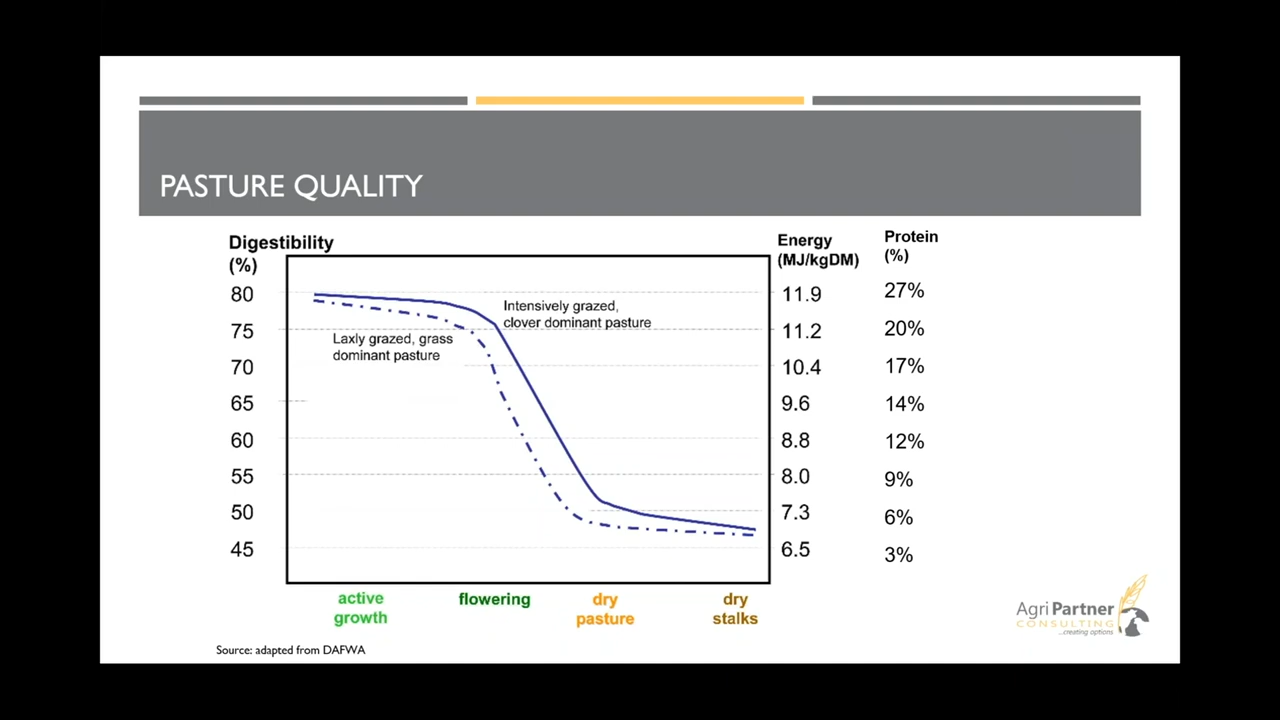 PASTURE QUALITY
Digestibility
(%)
Energy
(MJ/kgDM)
Protein
(%)
80
11.9
27%
75
11.2
20%
70
10.4
17%
65
9.6
14%
60
8.8
12%
55
8.0
9%
50
7.3
6%
45
6.5
3%
Intensively grazed,
clover dominant pasture
Laxly grazed, grass
dominant pasture
active
growth
flowering
dry
pasture
dry
stalks
Source: adapted from DAFWA
Agri Partner
CONSULTING
...creating options